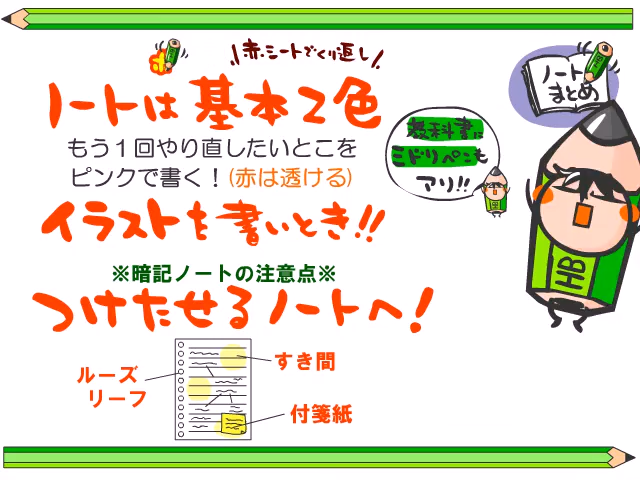 赤シートでくり返し!
ノートは基本2色
もう1回やり直したいとこを
ピンクで書く!(赤は透ける)
イラストを書いとき!!
※暗記ノートの注意点※
つけたせるノートへ!
ルーズ
リーフ
すき間
付箋紙
教科書に
ミドリペンも
アリ!!
ノート
まとめ
HB